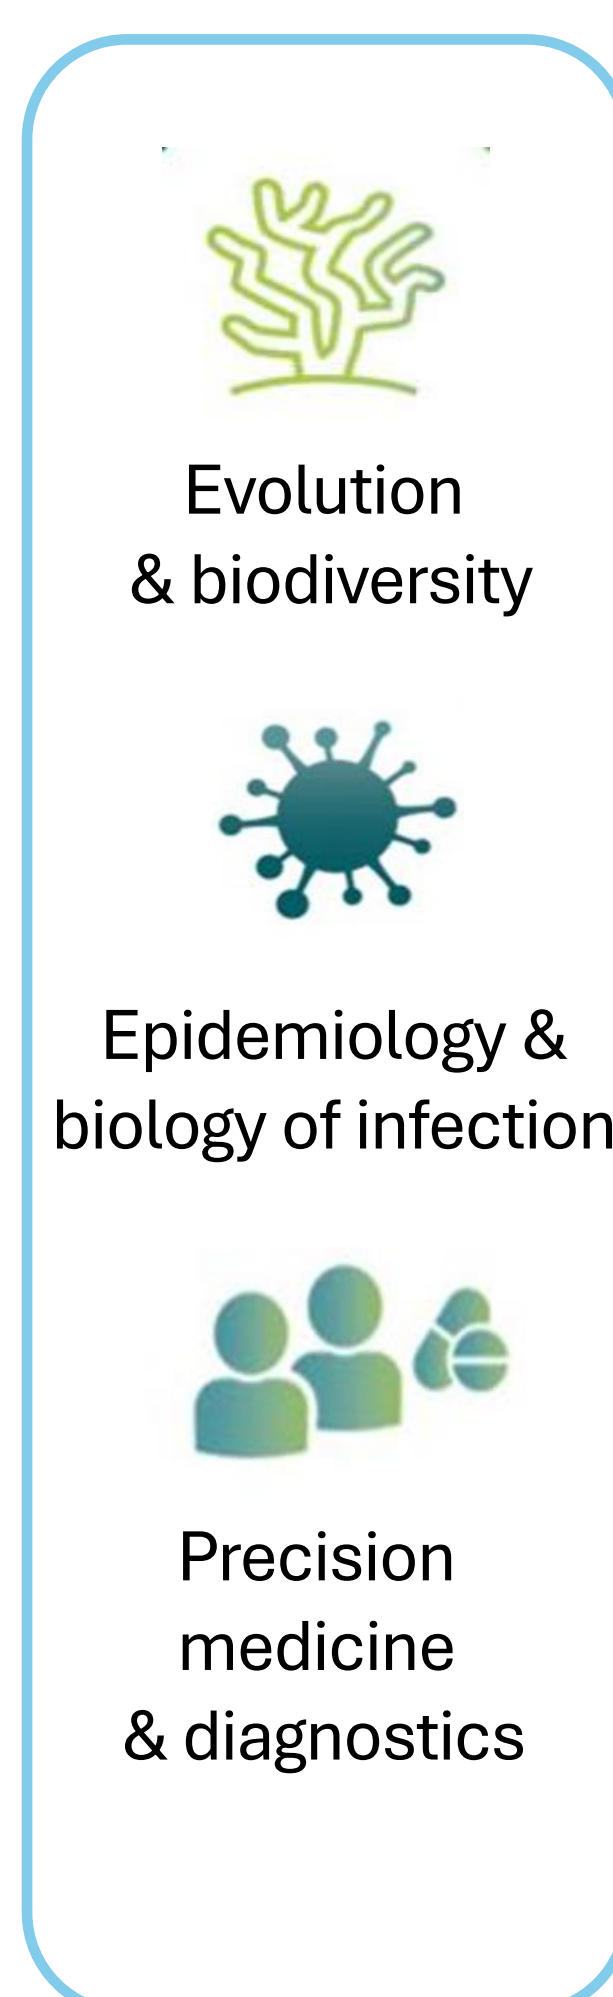 Evolution
& biodiversity
Epidemiology &
biology of infection
Precision
medicine
& diagnostics